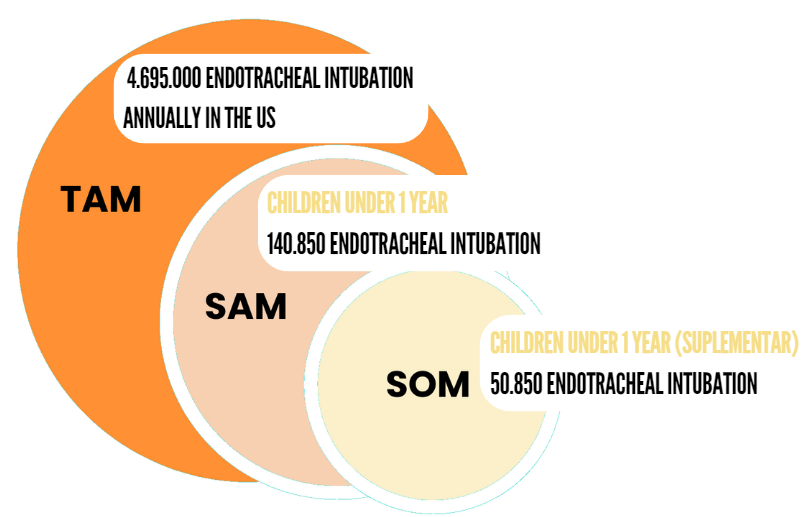 4.695.000 ENDOTRACHEAL INTUBATION
ANNUALLY IN THE US
TAM
CHILDREN UNDER 1 YEAR
140.850 ENDOTRACHEAL INTUBATION
SAM
CHILDREN UNDER 1 YEAR (SUPLEMENTAR)
SOM
50.850 ENDOTRACHEAL INTUBATION